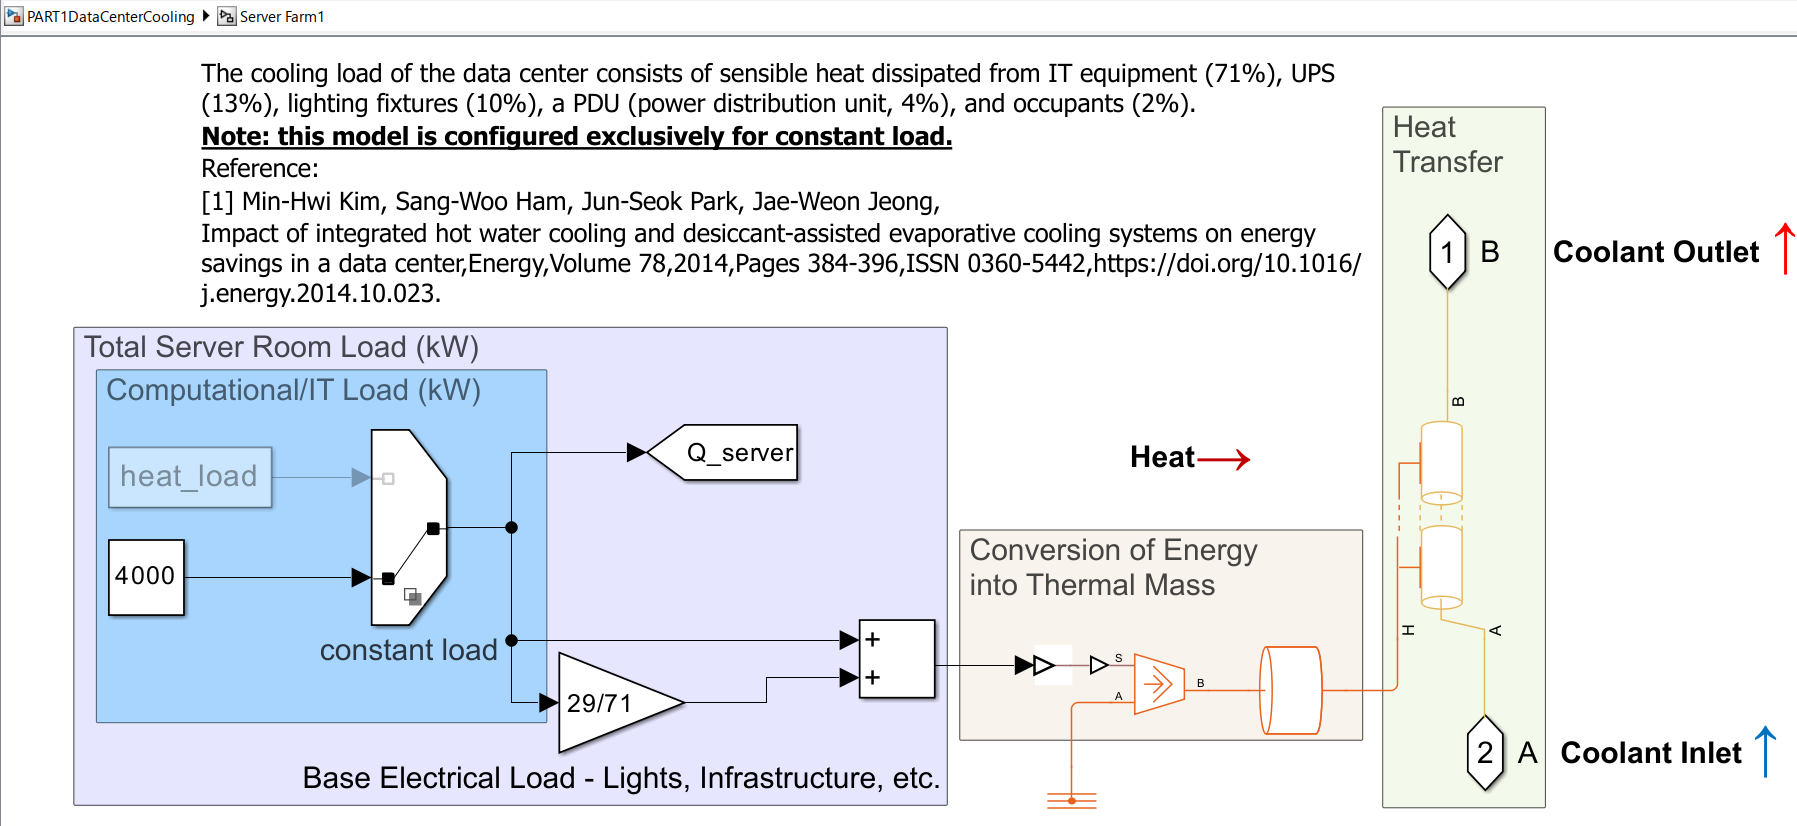 PART1DataCenterCooling Server Farm1
The cooling load of the data center consists of sensible heat dissipated from IT equipment (71%), UPS
(13%), lighting fixtures (10%), a PDU (power distribution unit, 4%), and occupants (2%).
Note: this model is configured exclusively for constant load.
Reference:
[1] Min-Hwi Kim, Sang-Woo Ham, Jun-Seok Park, Jae-Weon Jeong,
Impact of integrated hot water cooling and desiccant-assisted evaporative cooling systems on energy
savings in a data center,Energy,Volume 78,2014,Pages 384-396,ISSN 0360-5442,https://doi.org/10.1016/
j.energy.2014.10.023.
Total Server Room Load (kW)
Computational/IT Load (kW)
heat_load
4000
constant load
Q_server
29/71
+
+
Base Electrical Load - Lights, Infrastructure, etc.
Heat
Conversion of Energy
into Thermal Mass
S
A
B
Heat
Transfer
1 B
Coolant Outlet
B
H
A
2 A
Coolant Inlet